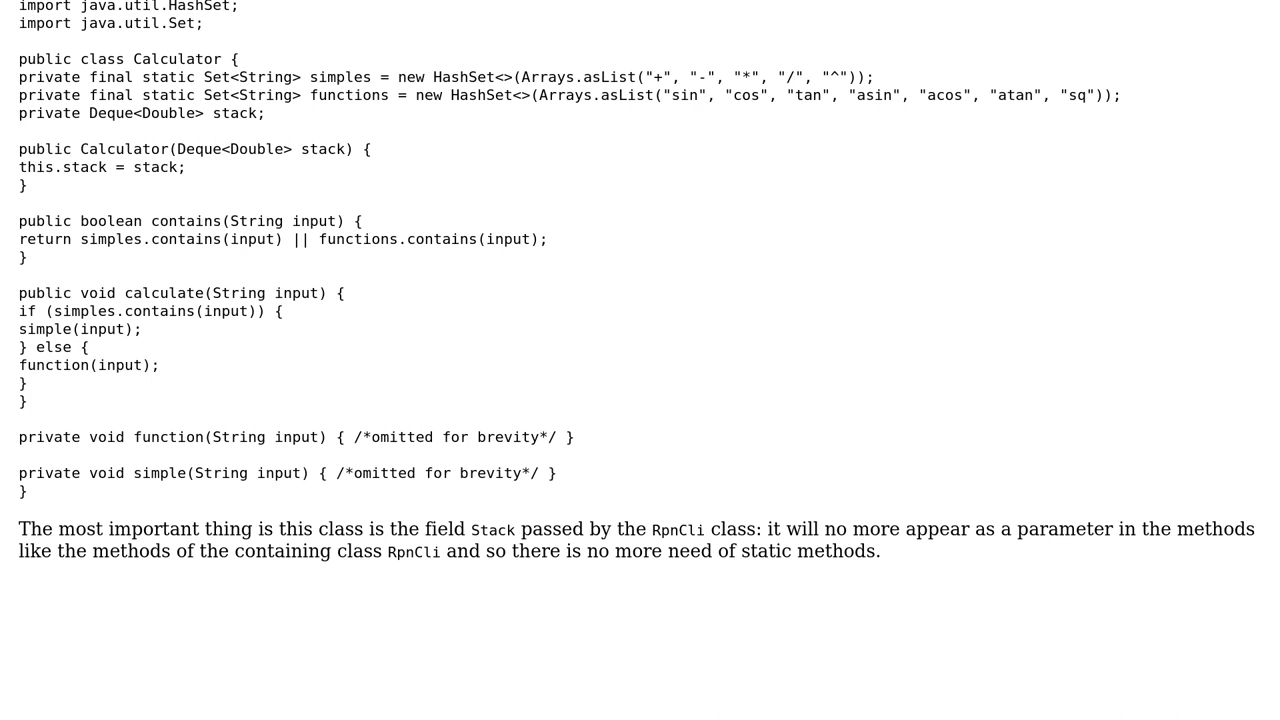 import java.util.HashSet;
import java.util.Set;
public class Calculator {
private final static Set<String> simples = new HashSet<>(Arrays.asList("+", "-", "*", "/", "^"));
private final static Set<String> functions = new HashSet<>(Arrays.asList("sin", "cos", "tan", "asin", "acos", "atan", "sq"));
private Deque<Double> stack;
public Calculator(Deque<Double> stack) {
this.stack = stack;
}
public boolean contains(String input) {
return simples.contains(input) || functions.contains(input);
}
public void calculate(String input) {
if (simples.contains(input)) {
simple(input);
} else {
function(input);
}
}
private void function(String input) { /*omitted for brevity*/ }
private void simple(String input) { /*omitted for brevity*/ }
}
The most important thing is this class is the field Stack passed by the RpnCli class: it will no more appear as a parameter in the methods
like the methods of the containing class RpnCli and so there is no more need of static methods.